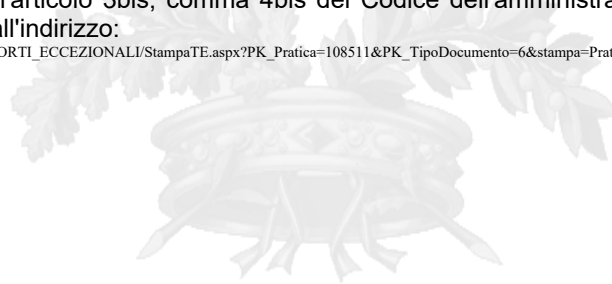 l'articolo 3bis, comma 4bis del Codice dell'amministra
all'indirizzo:
ORTI_ECCEZIONALI/StampaTE.aspx?PK_Pratica=108511&PK_TipoDocumento=6&stampa=Prat